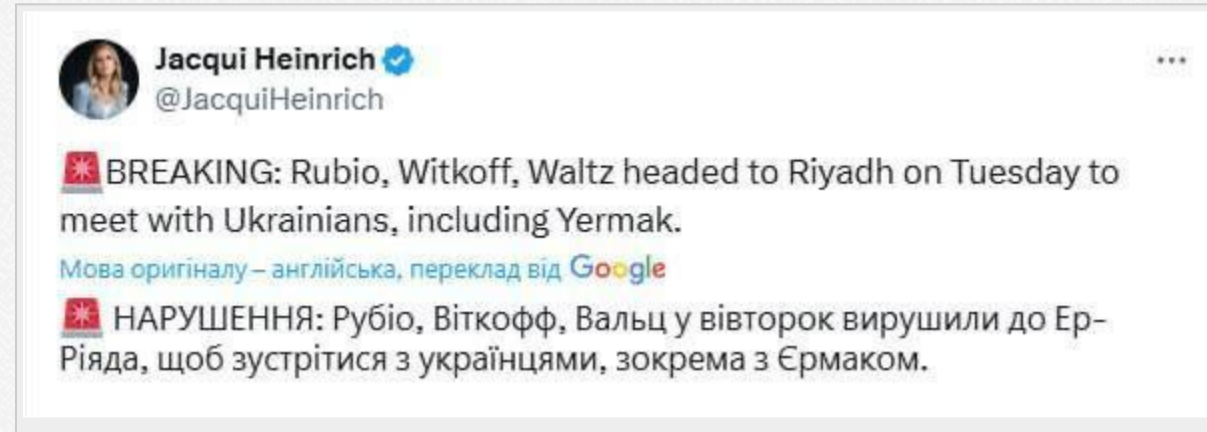 Jacqui Heinrich
@JacquiHeinrich
🚨BREAKING: Rubio, Witkoff, Waltz headed to Riyadh on Tuesday to
meet with Ukrainians, including Yermak.
Мова оригіналу – англійська, переклад від Google
🚨 НАРУШЕННЯ: Рубіо, Віткофф, Вальц у вівторок вирушили до Ер-
Ріяда, щоб зустрітися з українцями, зокрема з Єрмаком.